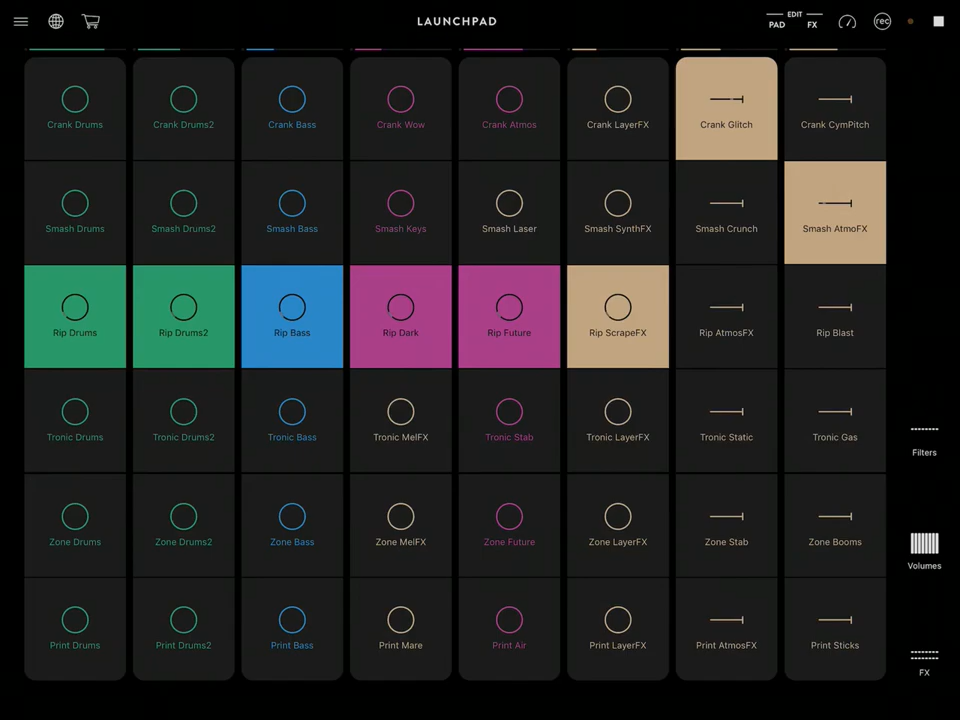 LAUNCHPAD
EDIT
PAD FX
rec
Crank Drums
Crank Drums2
Crank Bass
Crank Wow
Crank Atmos
Crank LayerFX
Crank Glitch
Crank CymPitch
Smash Drums
Smash Drums2
Smash Bass
Smash Keys
Smash Laser
Smash SynthFX
Smash Crunch
Smash AtmoFX
Rip Drums
Rip Drums2
Rip Bass
Rip Dark
Rip Future
Rip ScrapeFX
Rip AtmosFX
Rip Blast
Tronic Drums
Tronic Drums2
Tronic Bass
Tronic MelFX
Tronic Stab
Tronic LayerFX
Tronic Static
Tronic Gas
Filters
Zone Drums
Zone Drums2
Zone Bass
Zone MelFX
Zone Future
Zone LayerFX
Zone Stab
Zone Booms
Volumes
Print Drums
Print Drums2
Print Bass
Print Mare
Print Air
Print LayerFX
Print AtmosFX
Print Sticks
FX